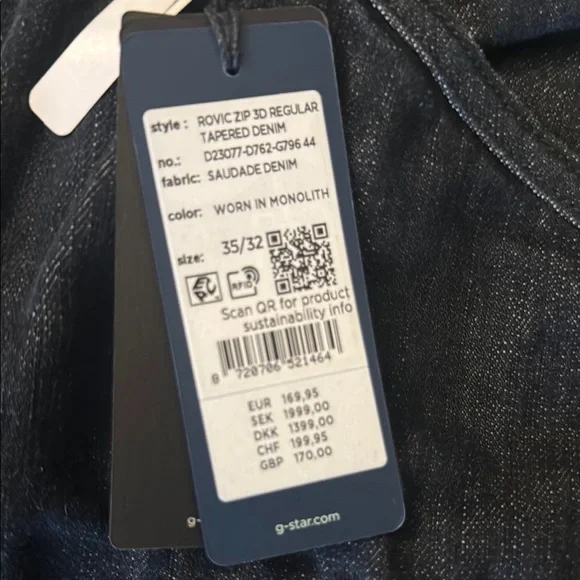 style: ROVIC ZIP 3D REGULAR
TAPERED DENIM
no.: D23077-D762-G796 44
fabric: SAUDADE DENIM
color: WORN IN MONOLITH
size: 35/32
RFID
Scan QR for product
sustainability info
8 720706 521464
EUR 169,95
SEK 1999,00
DKK 1399,00
CHF 199,95
GBP 170,00
g-star.com
g-s